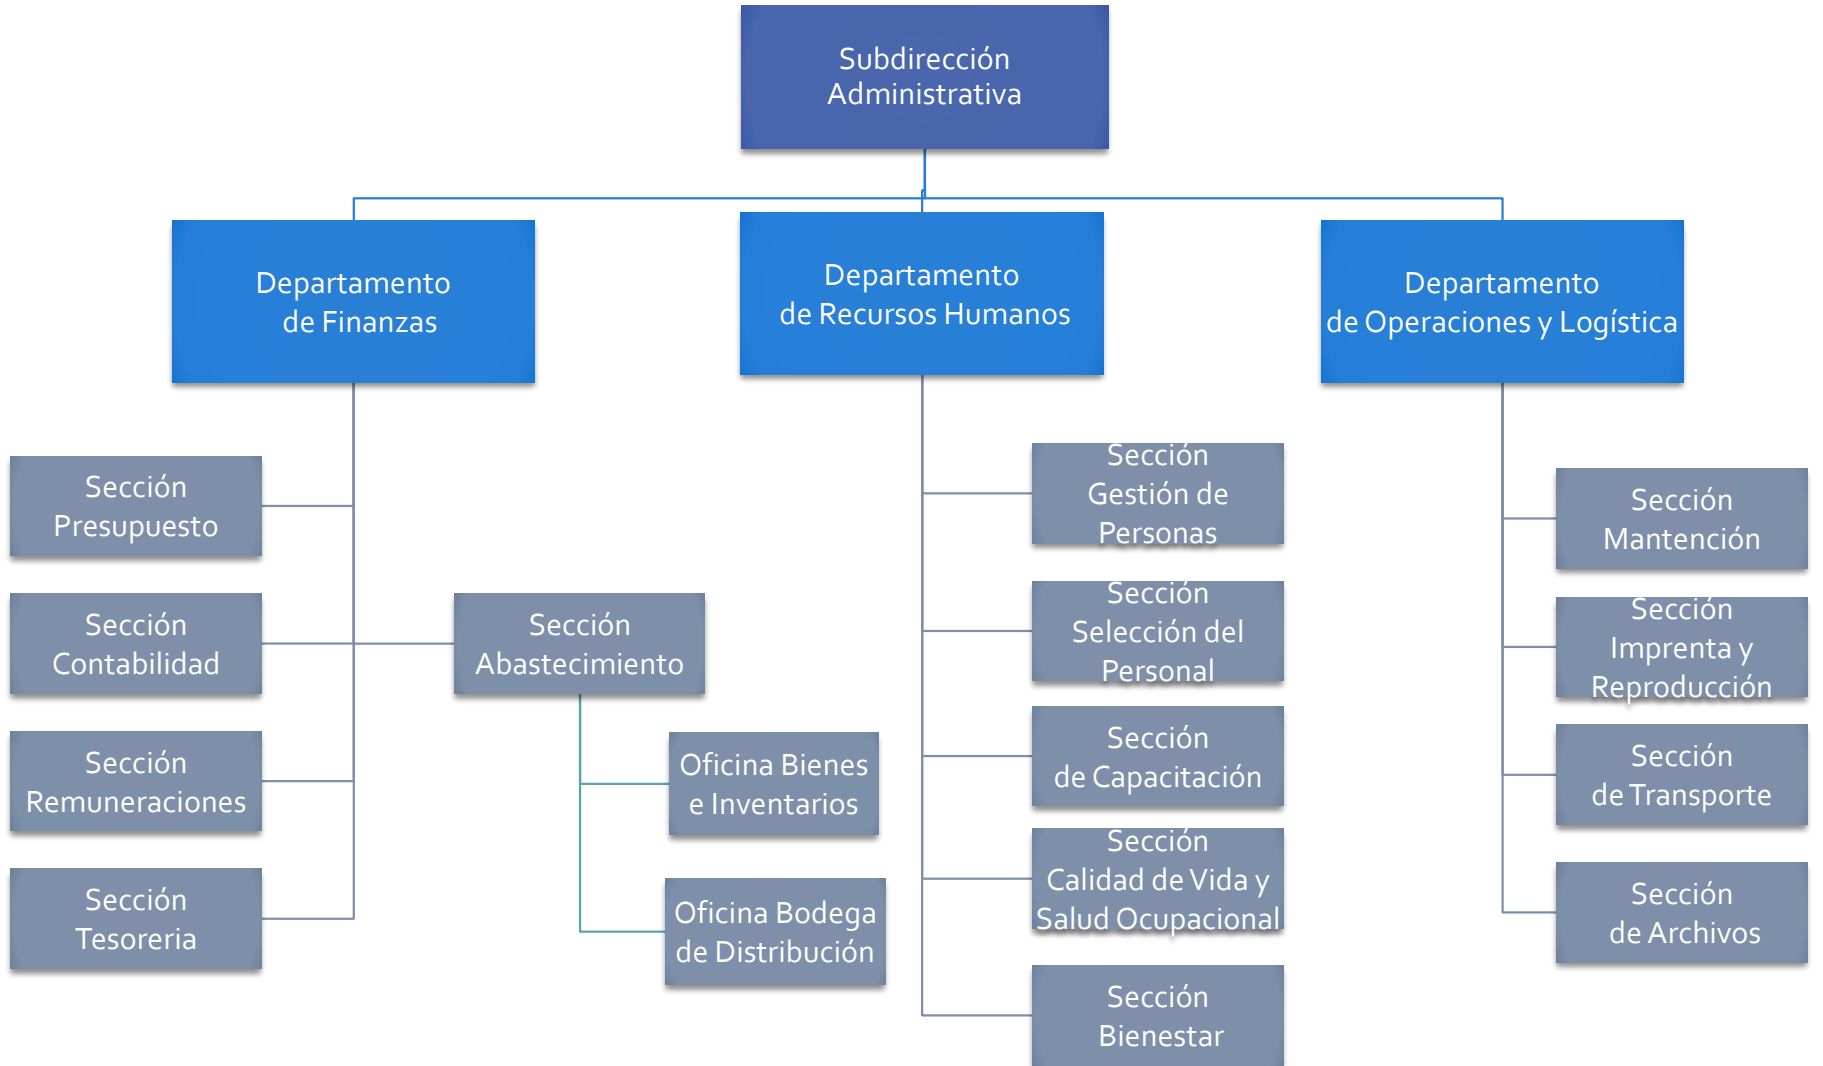 Subdirección
Administrativa
Departamento
de Finanzas
Departamento
de Recursos Humanos
Departamento
de Operaciones y Logística
Sección
Presupuesto
Sección
Contabilidad
Sección
Remuneraciones
Sección
Tesoreria
Sección
Abastecimiento
Oficina Bienes
e Inventarios
Oficina Bodega
de Distribución
Sección
Gestión de
Personas
Sección
Selección del
Personal
Sección
de Capacitación
Sección
Calidad de Vida y
Salud Ocupacional
Sección
Bienestar
Sección
Mantención
Sección
Imprenta y
Reproducción
Sección
de Transporte
Sección
de Archivos